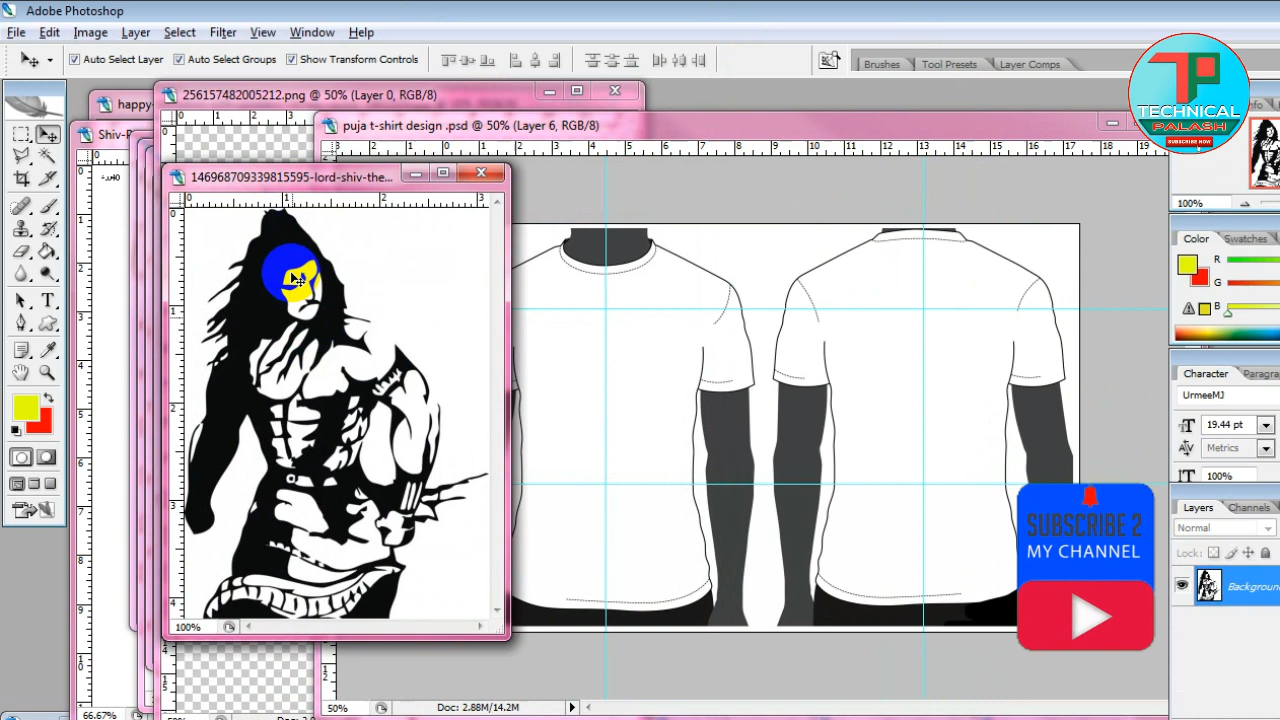 Adobe Photoshop
File Edit Image Layer Select Filter View Window Help
Auto Select Layer Auto Select Groups Show Transform Controls
Brushes Tool Presets Layer Comps
TP
TECHNICAL
PALASH
SUBSCRIBE NOW
happy
256157482005212.png @ 50% (Layer 0, RGB/8)
Shiv-
puja t-shirt design .psd @ 50% (Layer 6, RGB/8)
146968709339815595-lord-shiv-the...
100%
Color Swatches
R
G
B
Character Paragra
UrmeeMJ
19.44 pt
Metrics
100%
SUBSCRIBE 2
MY CHANNEL
Layers Channels
Normal
Lock:
Background
100%
66.67%
50% Doc: 2.88M/14.2M